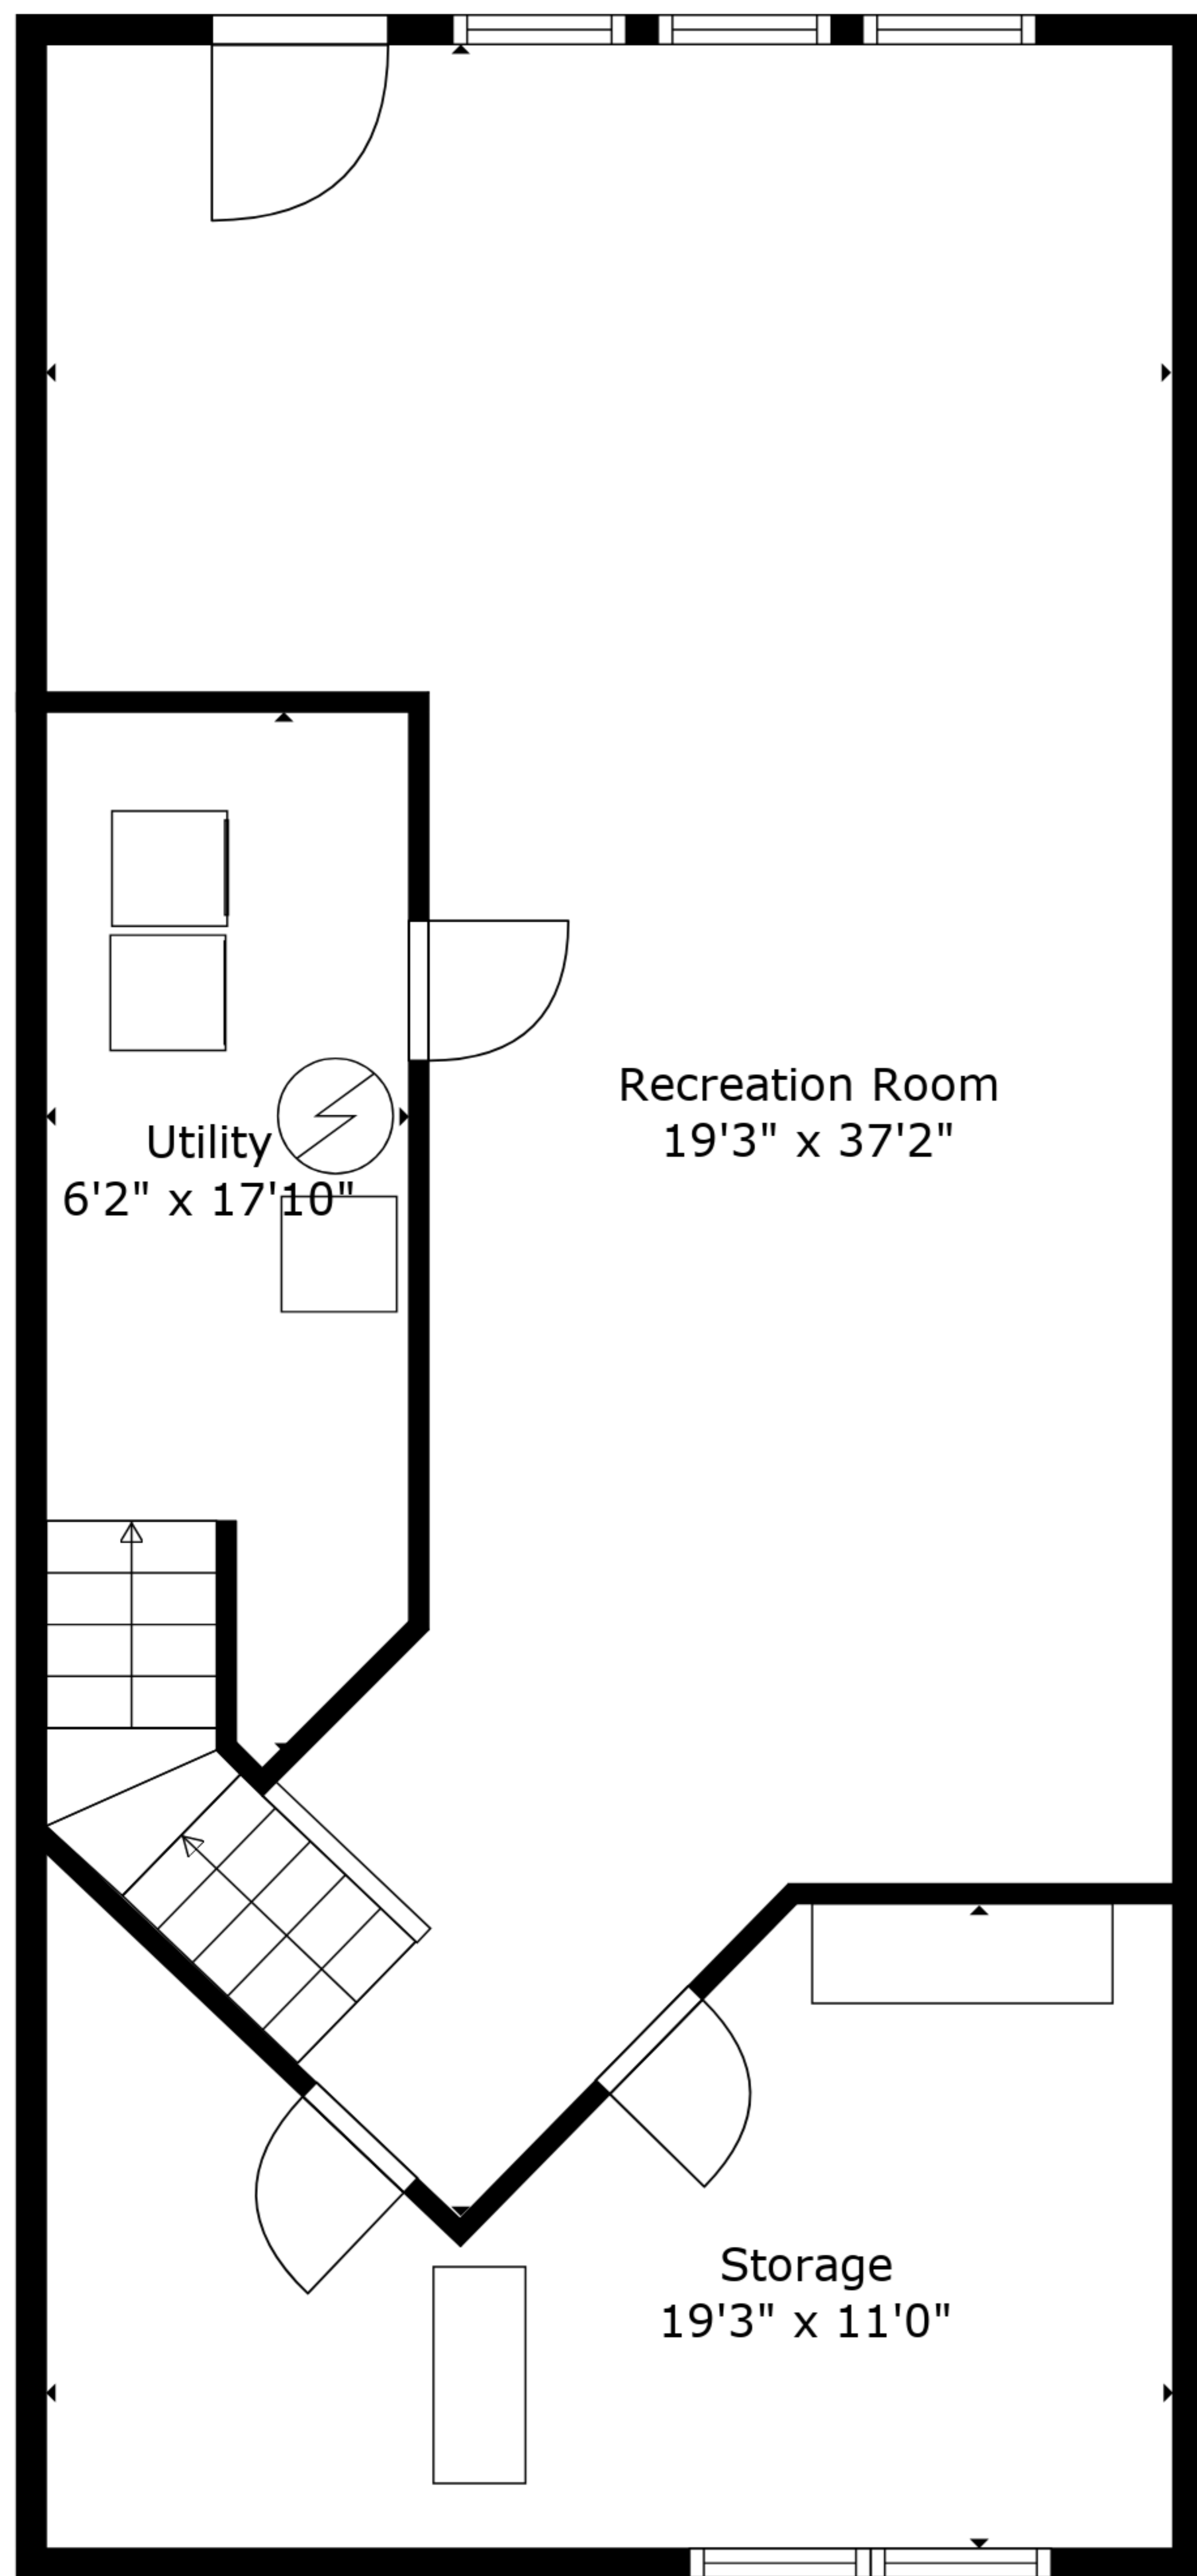 Recreation Room
19'3" x 37'2"
Utility
6'2" x 17'10"
Storage
19'3" x 11'0"